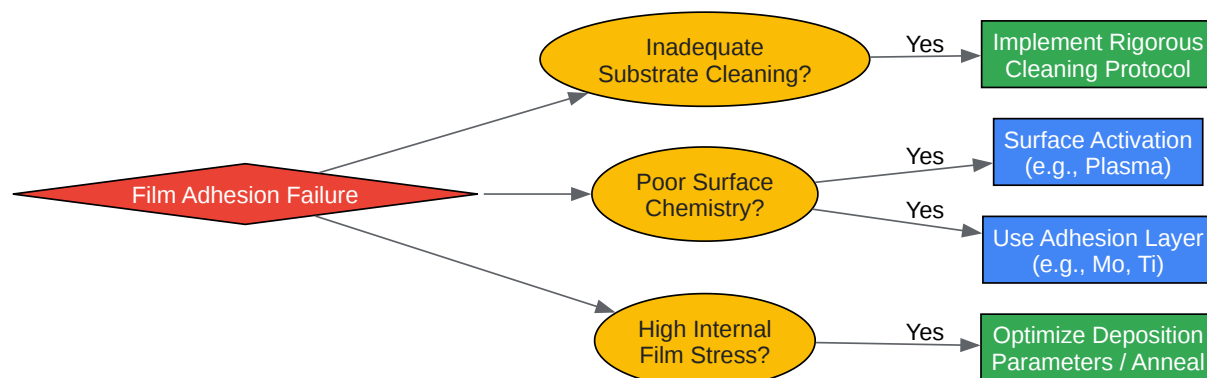 Inadequate
Substrate Cleaning?
Yes
Implement Rigorous
Cleaning Protocol
Film Adhesion Failure
Poor Surface
Chemistry?
Yes
Surface Activation
(e.g., Plasma)
Yes
Use Adhesion Layer
(e.g., Mo, Ti)
High Internal
Film Stress?
Yes
Optimize Deposition
Parameters / Anneal